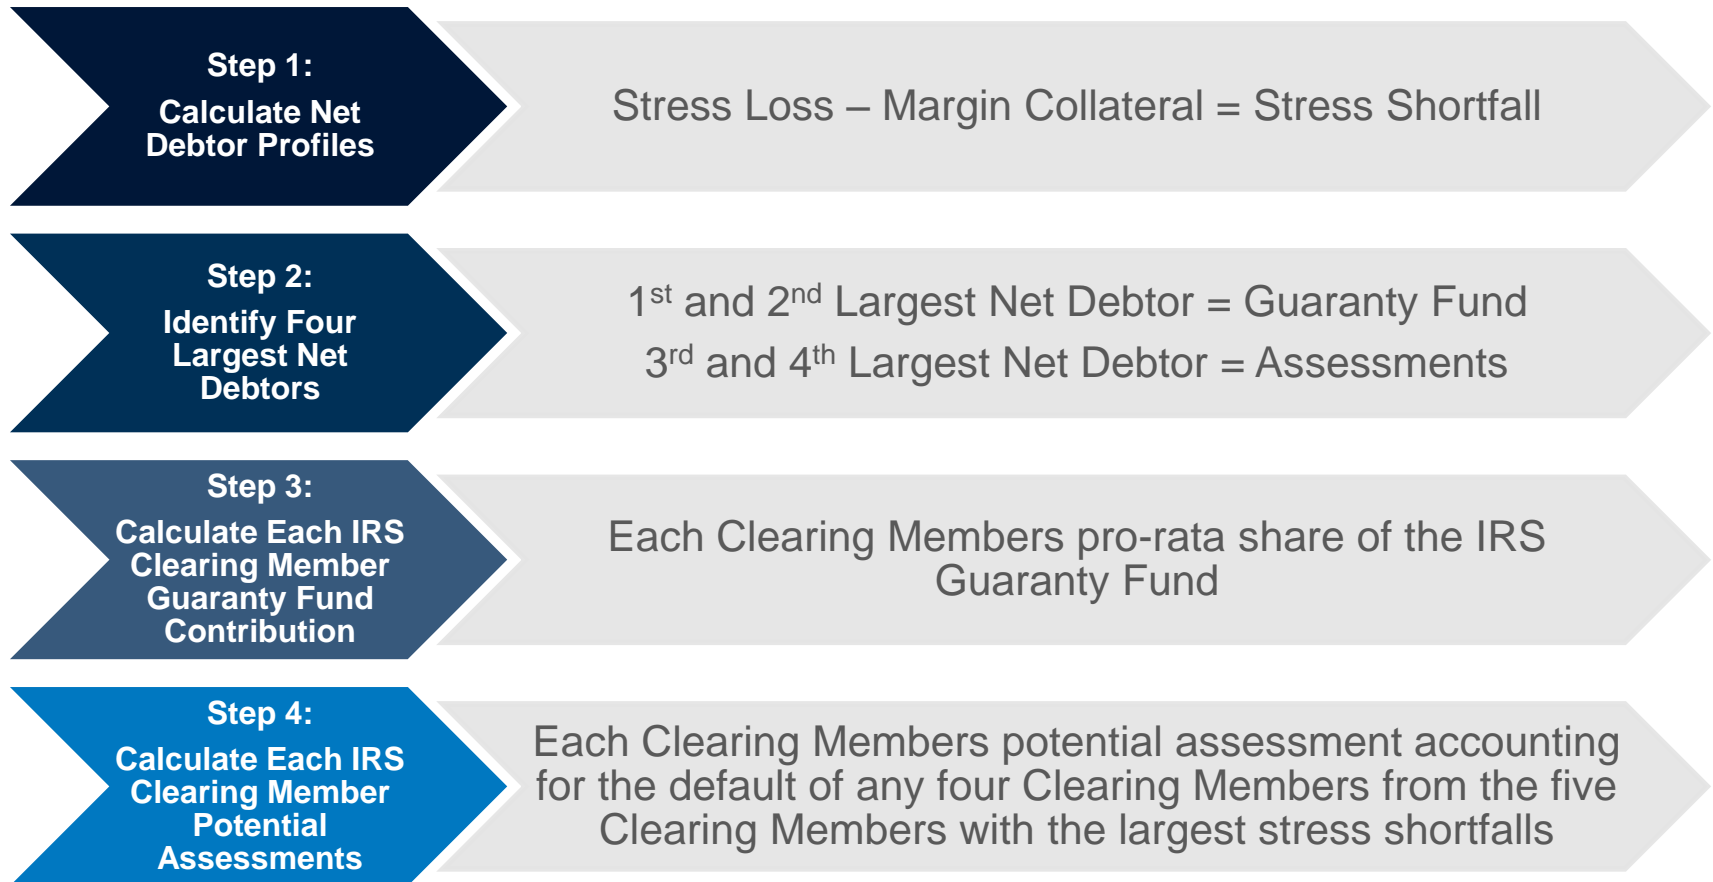 Step 1:
Calculate Net
Debtor Profiles
Stress Loss – Margin Collateral = Stress Shortfall
Step 2:
Identify Four
Largest Net
Debtors
1st and 2nd Largest Net Debtor = Guaranty Fund
3rd and 4th Largest Net Debtor = Assessments
Step 3:
Calculate Each IRS
Clearing Member
Guaranty Fund
Contribution
Each Clearing Members pro-rata share of the IRS
Guaranty Fund
Step 4:
Calculate Each IRS
Clearing Member
Potential
Assessments
Each Clearing Members potential assessment accounting
for the default of any four Clearing Members from the five
Clearing Members with the largest stress shortfalls